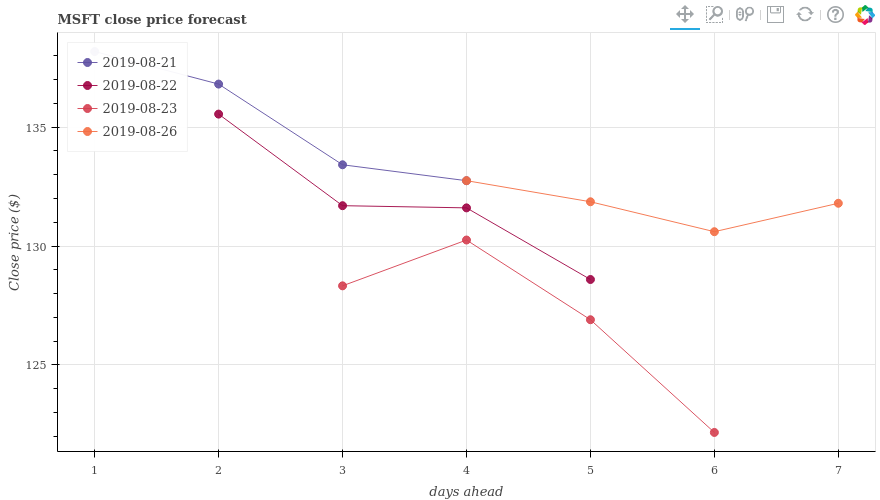 MSFT close price forecast
2019-08-21
2019-08-22
2019-08-23
2019-08-26
135
130
125
Close price ($)
1 2 3 4 5 6 7
days ahead